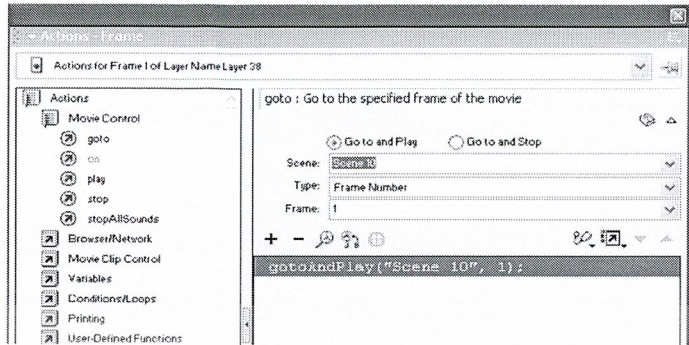 Actions - Frame
Actions for Frame 1 of Layer Name Layer 38
Actions
Movie Control
goto
on
play
stop
stopAllSounds
Browser/Network
Movie Clip Control
Variables
Conditions/Loops
Printing
User-Defined Functions
goto : Go to the specified frame of the movie
Go to and Play
Go to and Stop
Scene: Scene 10
Type: Frame Number
Frame: 1
gotoAndPlay("Scene 10", 1);